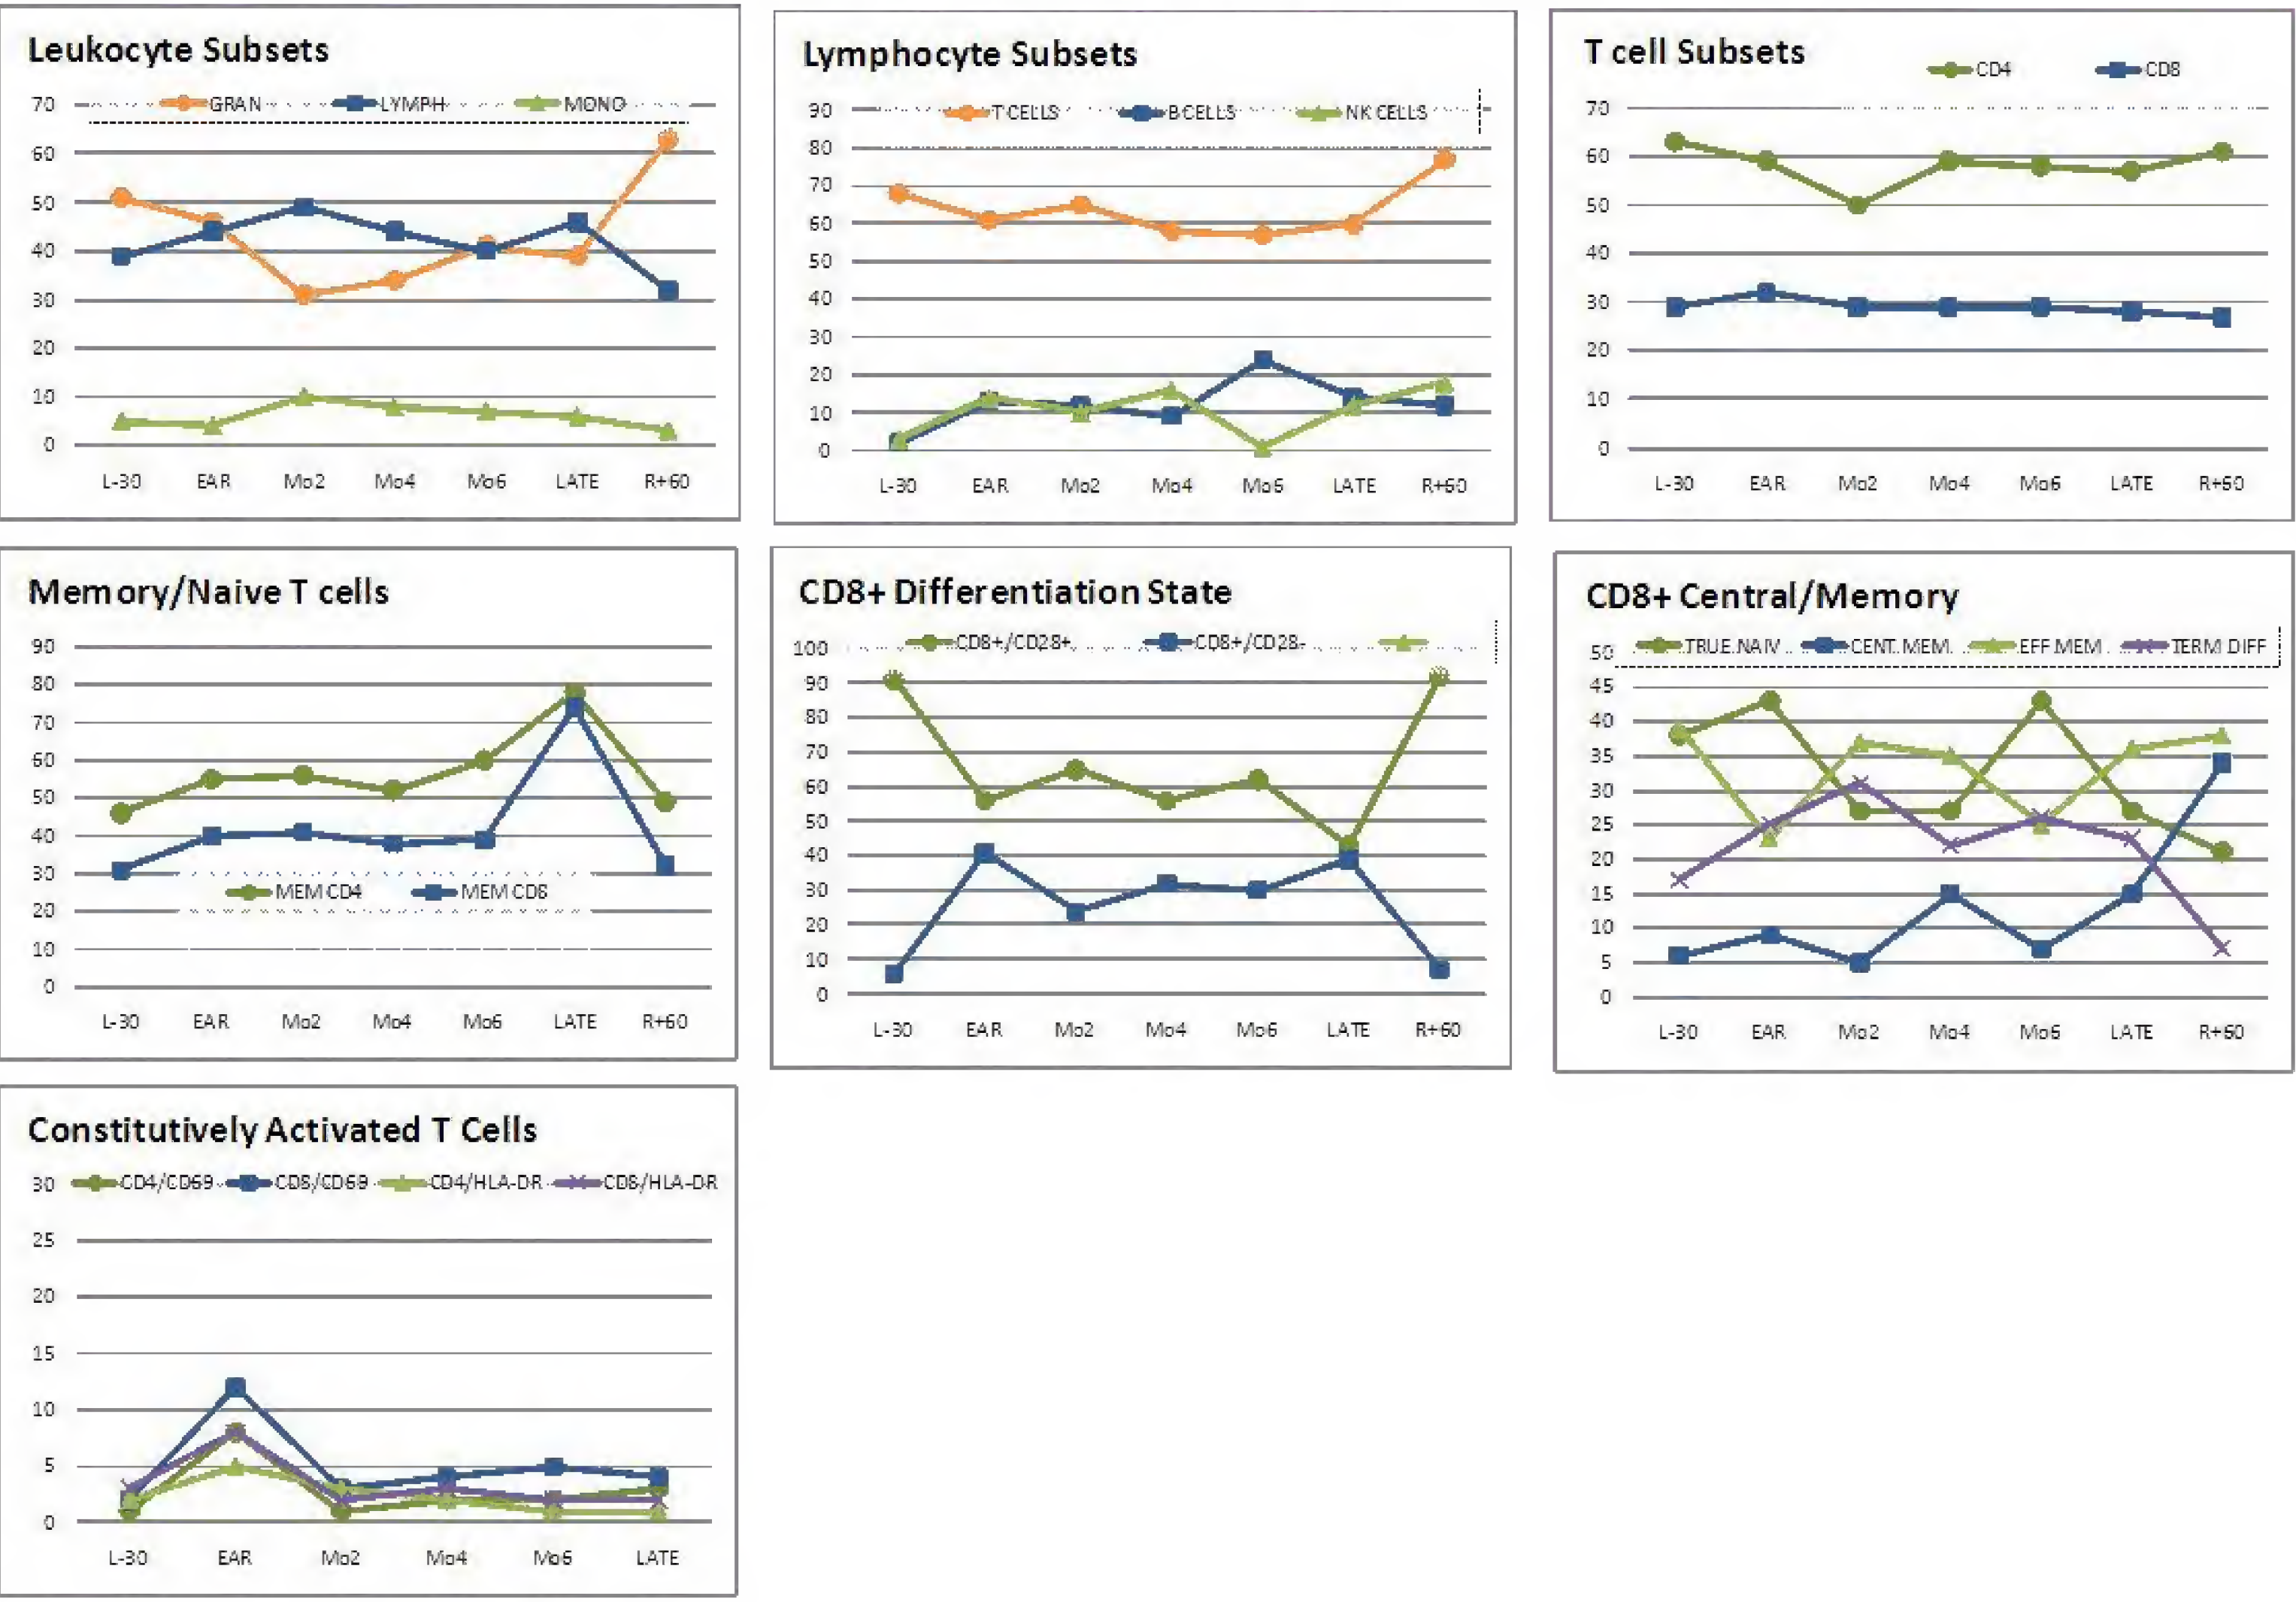 Leukocyte Subsets
70 GRAN LYMPH MONO
60
50
40
30
20
10
0
L-30 EAR Mo2 Mo4 Mo6 LATE R+60
Lymphocyte Subsets
90 T CELLS B CELLS NK CELLS
80
70
60
50
40
30
20
10
0
L-30 EAR Mo2 Mo4 Mo6 LATE R+60
T cell Subsets
CD4 CD8
70
60
50
40
30
20
10
0
L-30 EAR Mo2 Mo4 Mo6 LATE R+60
Memory/Naive T cells
90
80
70
60
50
40
30
MEM CD4 MEM CD8
20
10
0
L-30 EAR Mo2 Mo4 Mo6 LATE R+60
CD8+ Differentiation State
100 CD8+/CD28+ CD8+/CD28-
90
80
70
60
50
40
30
20
10
0
L-30 EAR Mo2 Mo4 Mo6 LATE R+60
CD8+ Central/Memory
50 TRUE NAIV CENT. MEM. EFF MEM TERM DIFF
45
40
35
30
25
20
15
10
5
0
L-30 EAR Mo2 Mo4 Mo6 LATE R+60
Constitutively Activated T Cells
30 CD4/CD69 CD8/CD69 CD4/HLA-DR CD8/HLA-DR
25
20
15
10
5
0
L-30 EAR Mo2 Mo4 Mo6 LATE